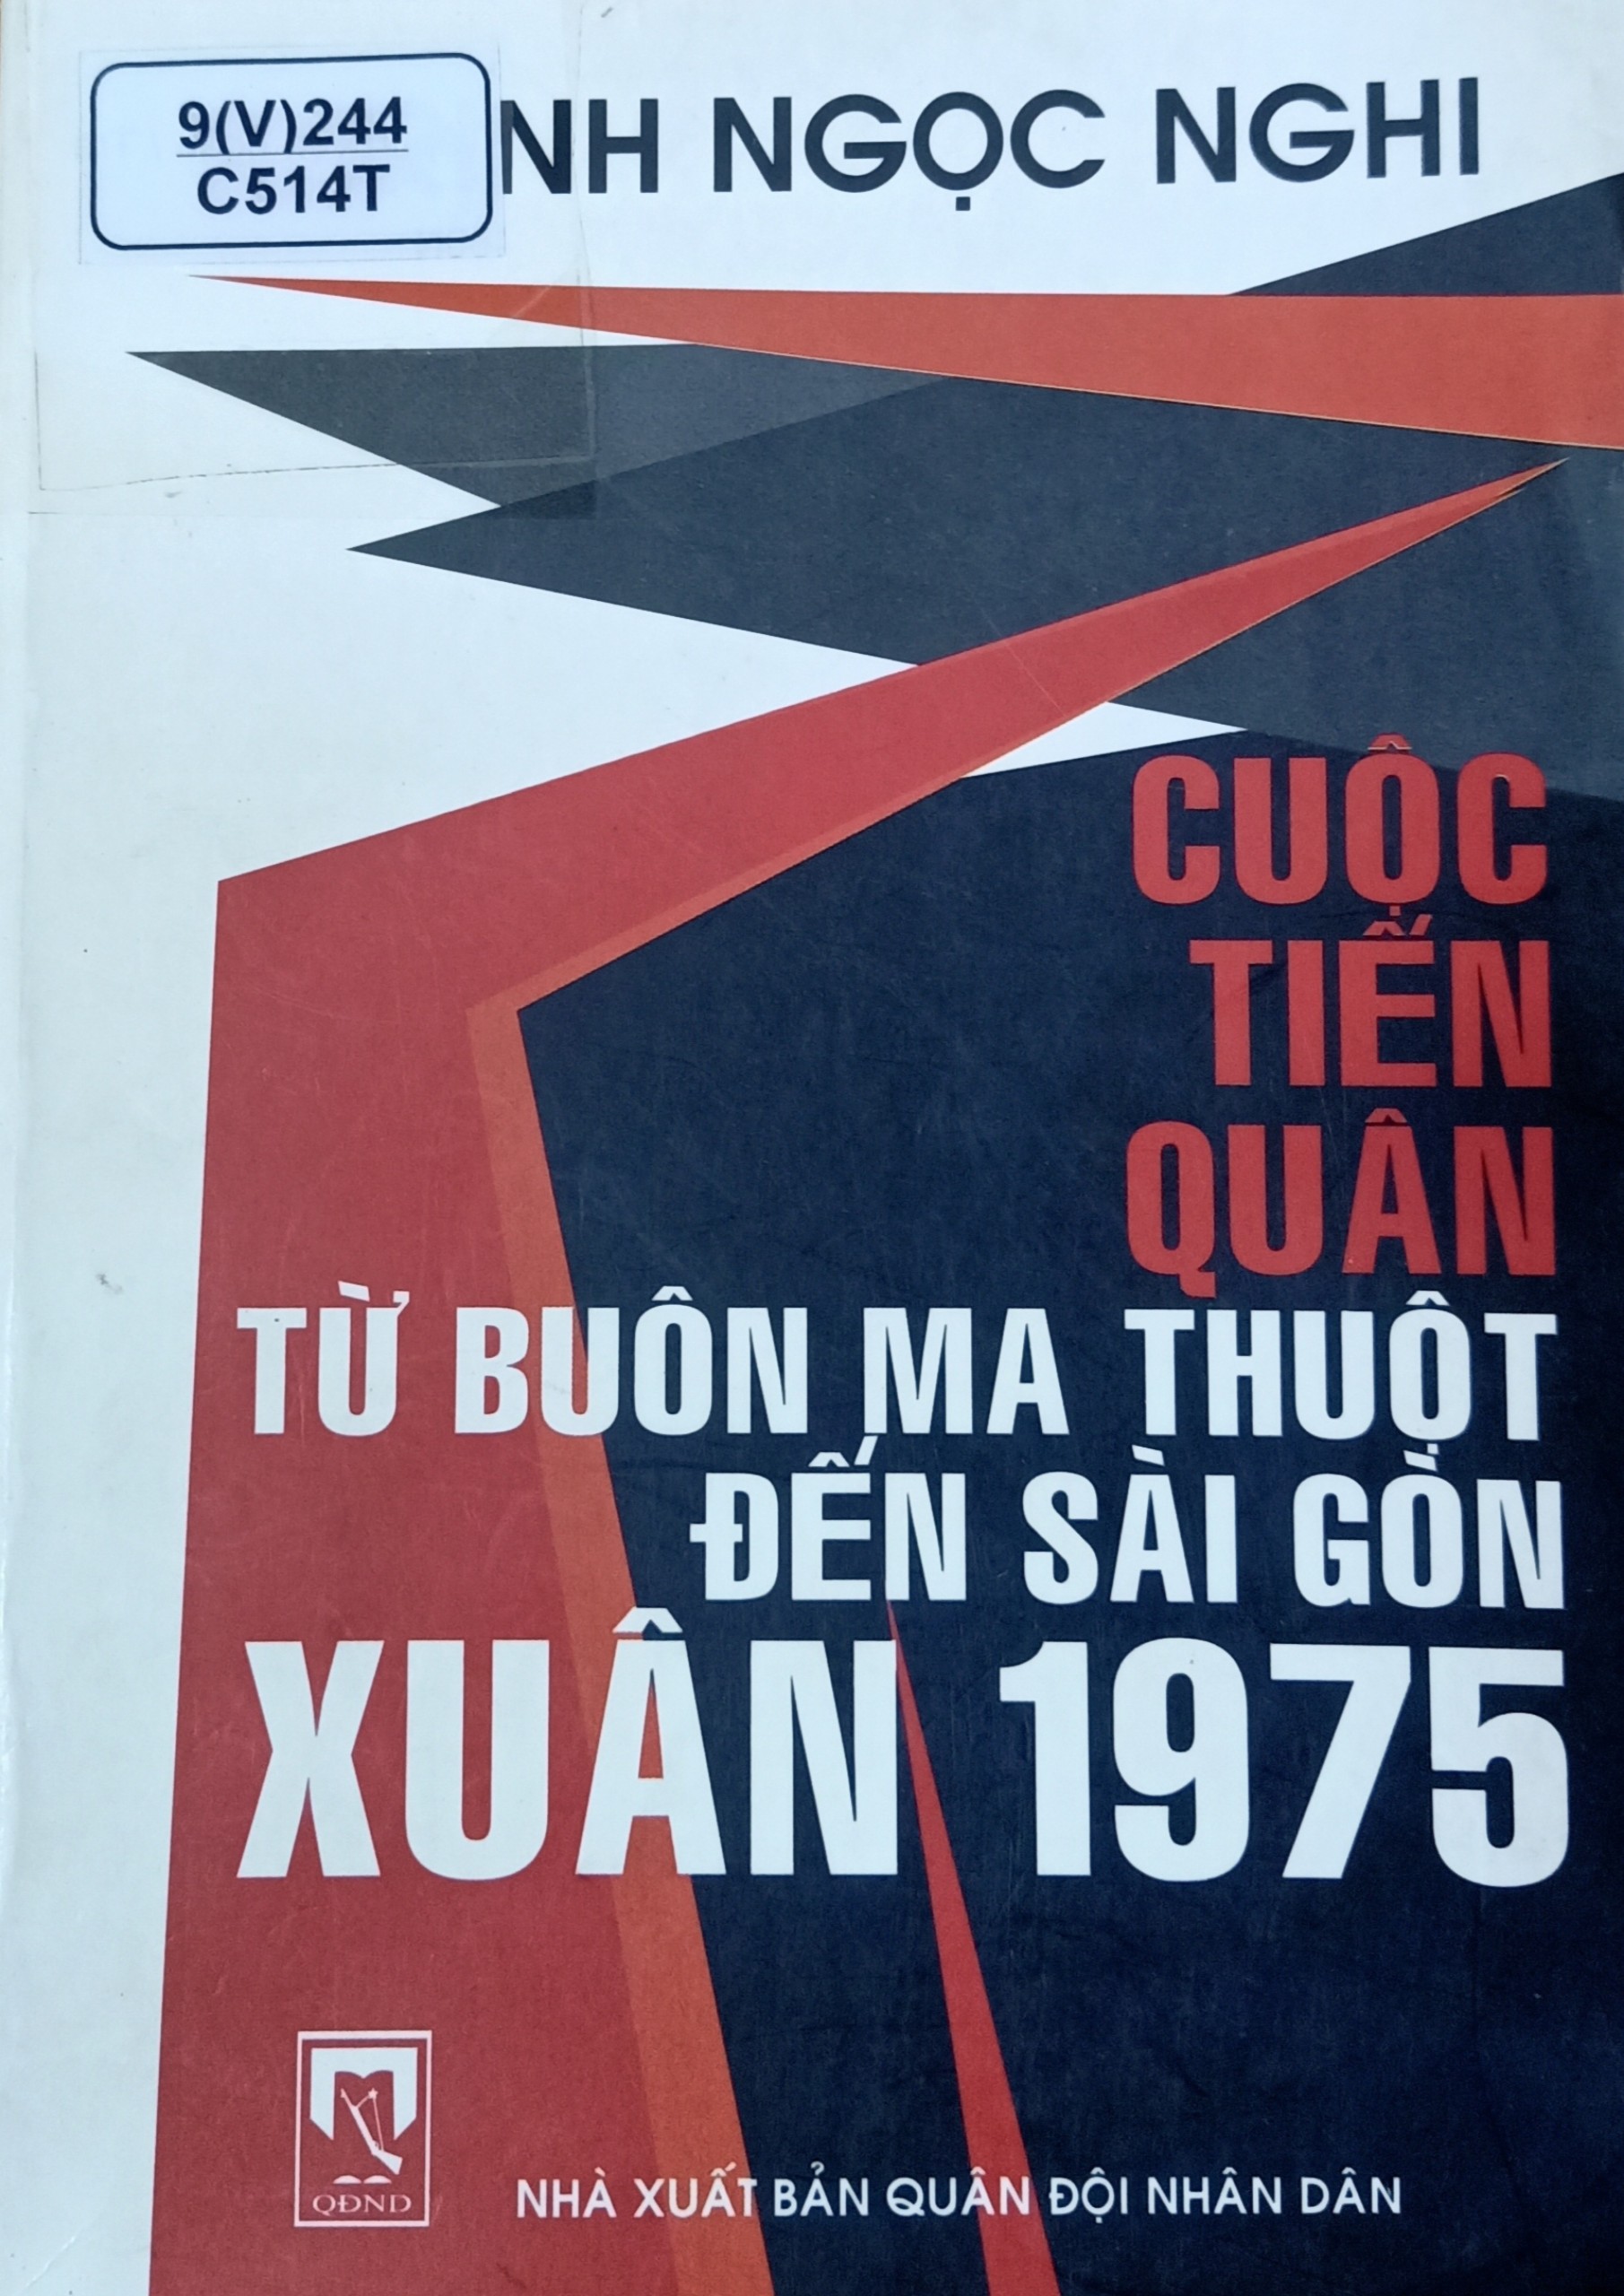 9(V)244
C514T
NH NGỌC NGHI
CUỘC
TIẾN
QUÂN
TỪ BUÔN MA THUỘT
ĐẾN SÀI GÒN
XUÂN 1975
QĐND
NHÀ XUẤT BẢN QUÂN ĐỘI NHÂN DÂN